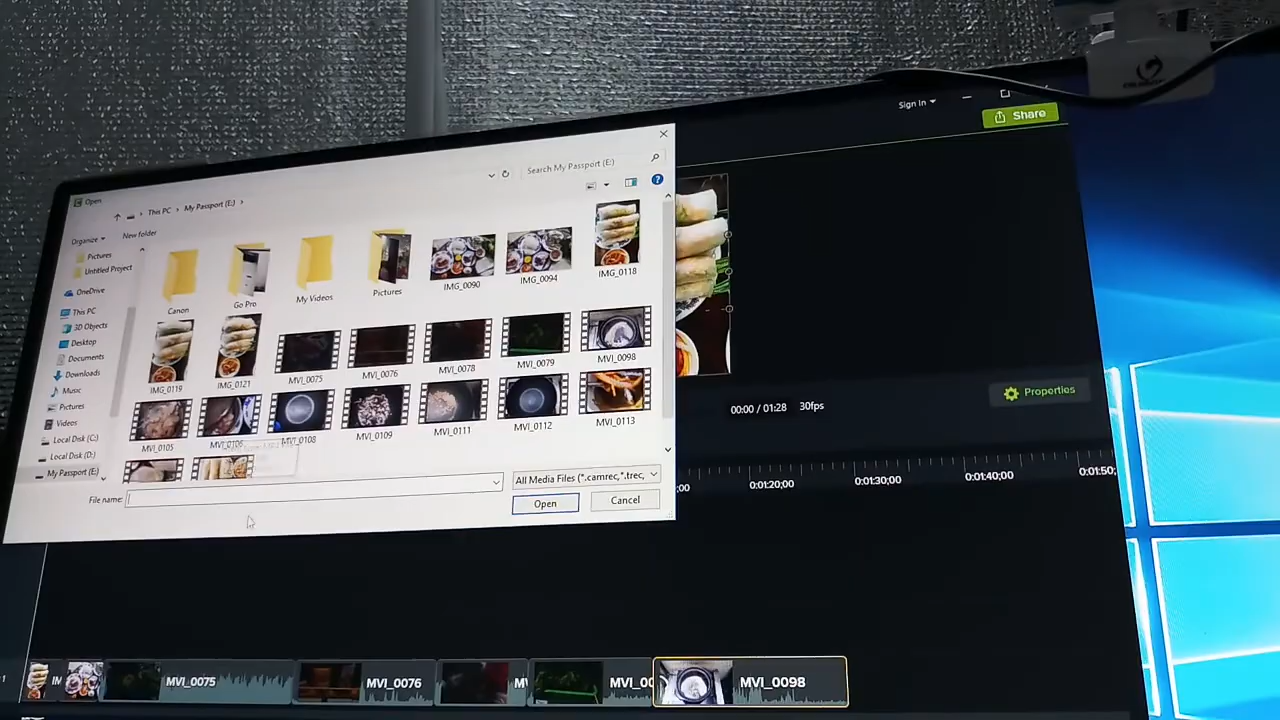 Sign In
Share
Open
This PC > My Passport (E:) >
Search My Passport (E:)
Organize
New folder
Pictures
Untitled Project
OneDrive
This PC
3D Objects
Desktop
Documents
Downloads
Music
Pictures
Videos
Local Disk (C:)
Local Disk (D:)
My Passport (E:)
Canon
Go Pro
My Videos
Pictures
IMG_0090
IMG_0094
IMG_0118
IMG_0119
IMG_0121
MVI_0075
MVI_0076
MVI_0078
MVI_0079
MVI_0098
MVI_0105
MVI_0106
MVI_0108
MVI_0109
MVI_0111
MVI_0112
MVI_0113
File name:
All Media Files (*.camrec,*.trec,
Open
Cancel
00:00 / 01:28
30fps
Properties
:00
0:01:20;00
0:01:30;00
0:01:40;00
0:01:50;
MVI_0075
MVI_0076
MVI_00
MVI_0098